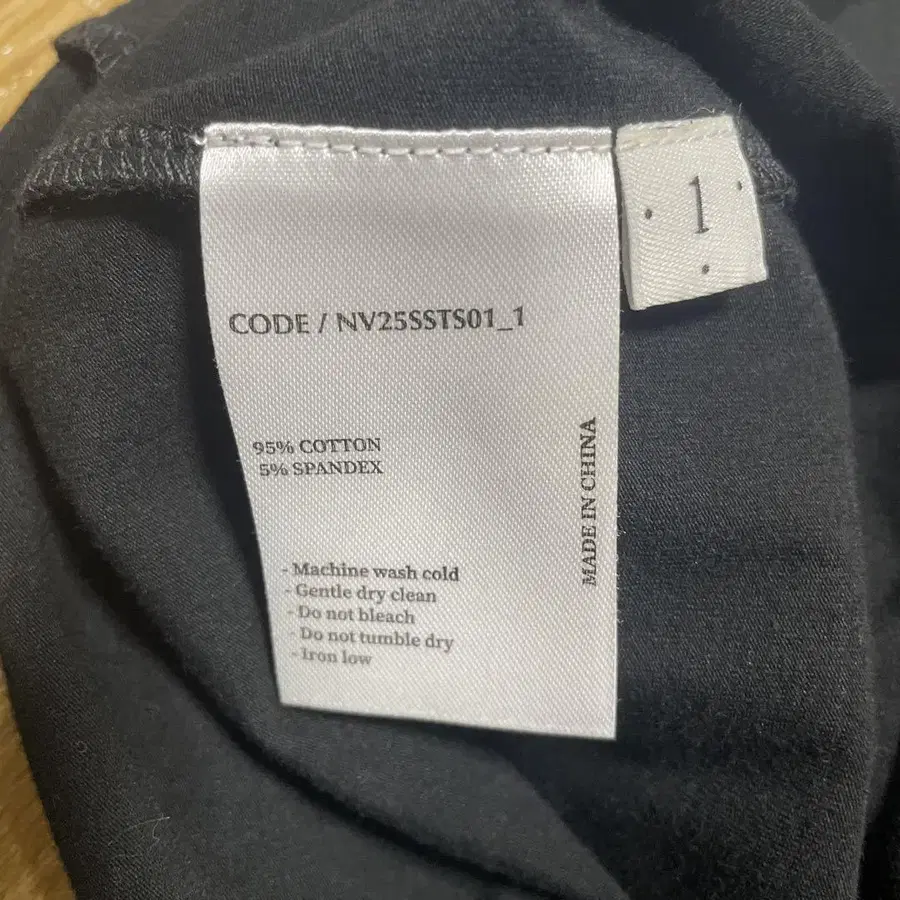 1
CODE / NV25SSTS01_1
95% COTTON
5% SPANDEX
MADE IN CHINA
- Machine wash cold
- Gentle dry clean
- Do not bleach
- Do not tumble dry
- Iron low